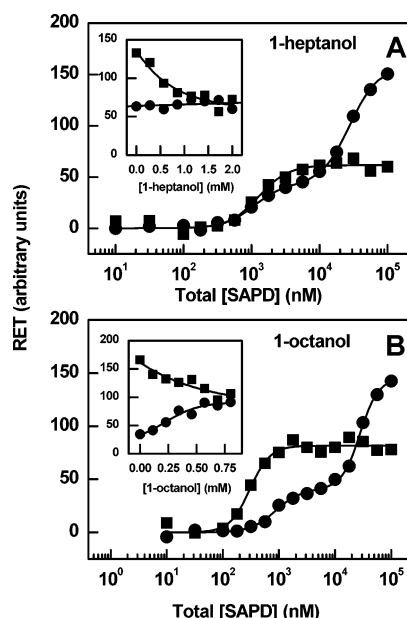 1-heptanol
A
200
150
100
50
0
150
100
50
0
0.0 0.5 1.0 1.5 2.0
[1-heptanol] (mM)
10¹ 10² 10³ 10⁴ 10⁵
Total [SAPD] (nM)
RET (arbitrary units)
1-octanol
B
200
150
100
50
0
200
150
100
50
0
0.00 0.25 0.50 0.75
[1-octanol] (mM)
10⁰ 10¹ 10² 10³ 10⁴ 10⁵
Total [SAPD] (nM)